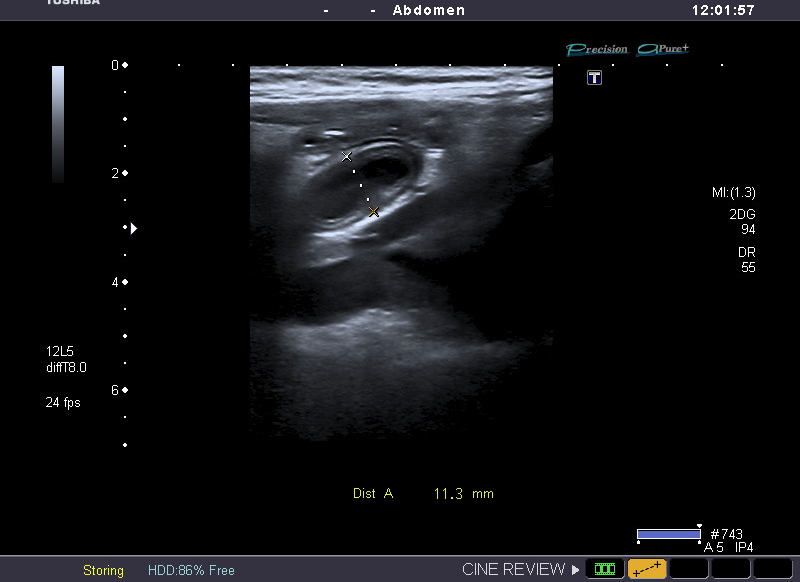 TOSHIBA
- - Abdomen 12:01:57
Precision APure+
T
0
2
4
6
MI:(1.3)
2DG
94
DR
55
12L5
diffT8.0
24 fps
Dist A 11.3 mm
#743
A 5 IP4
Storing HDD:86% Free CINE REVIEW